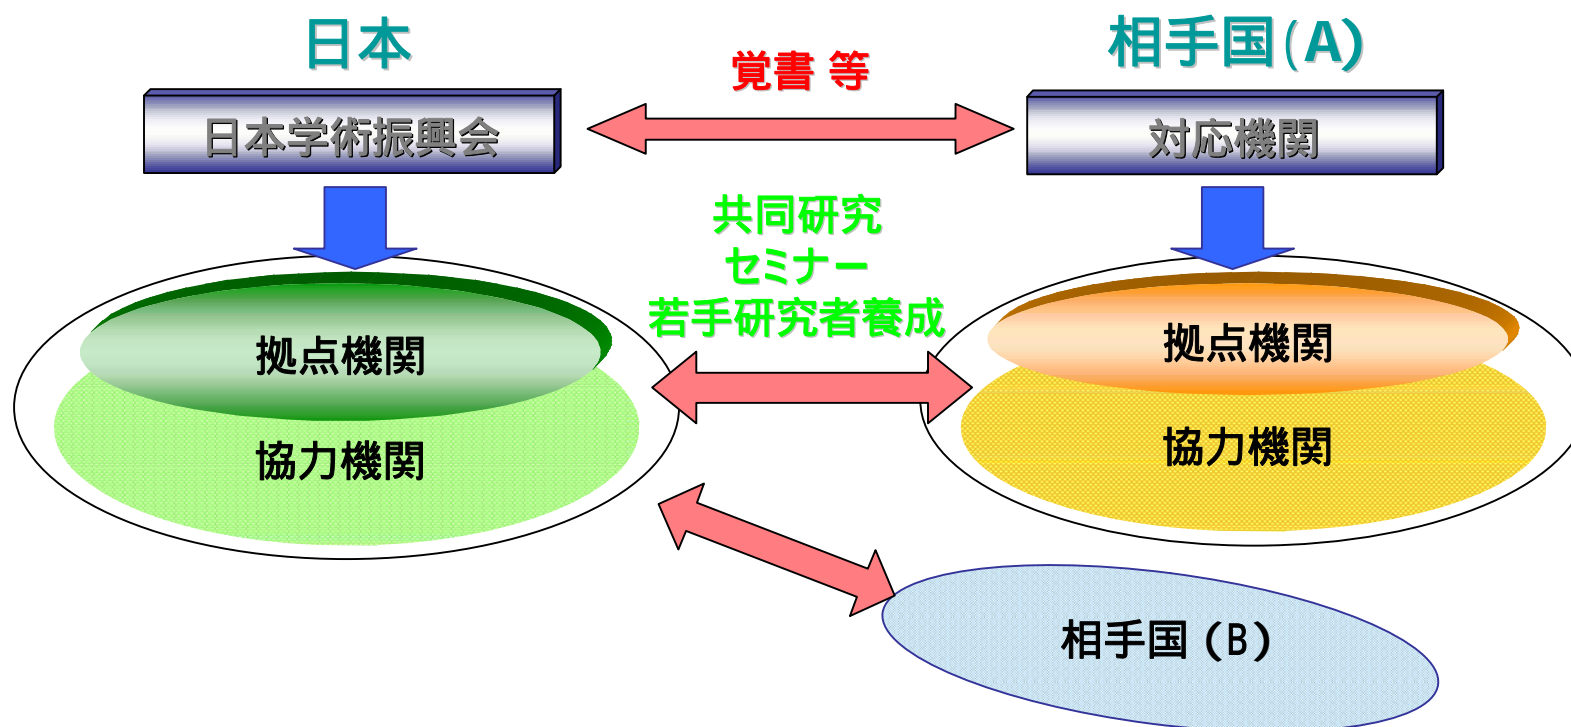 日本
相手国(A)
覚書 等
日本学術振興会
対応機関
共同研究
セミナー
若手研究者養成
拠点機関
協力機関
拠点機関
協力機関
相手国(B)